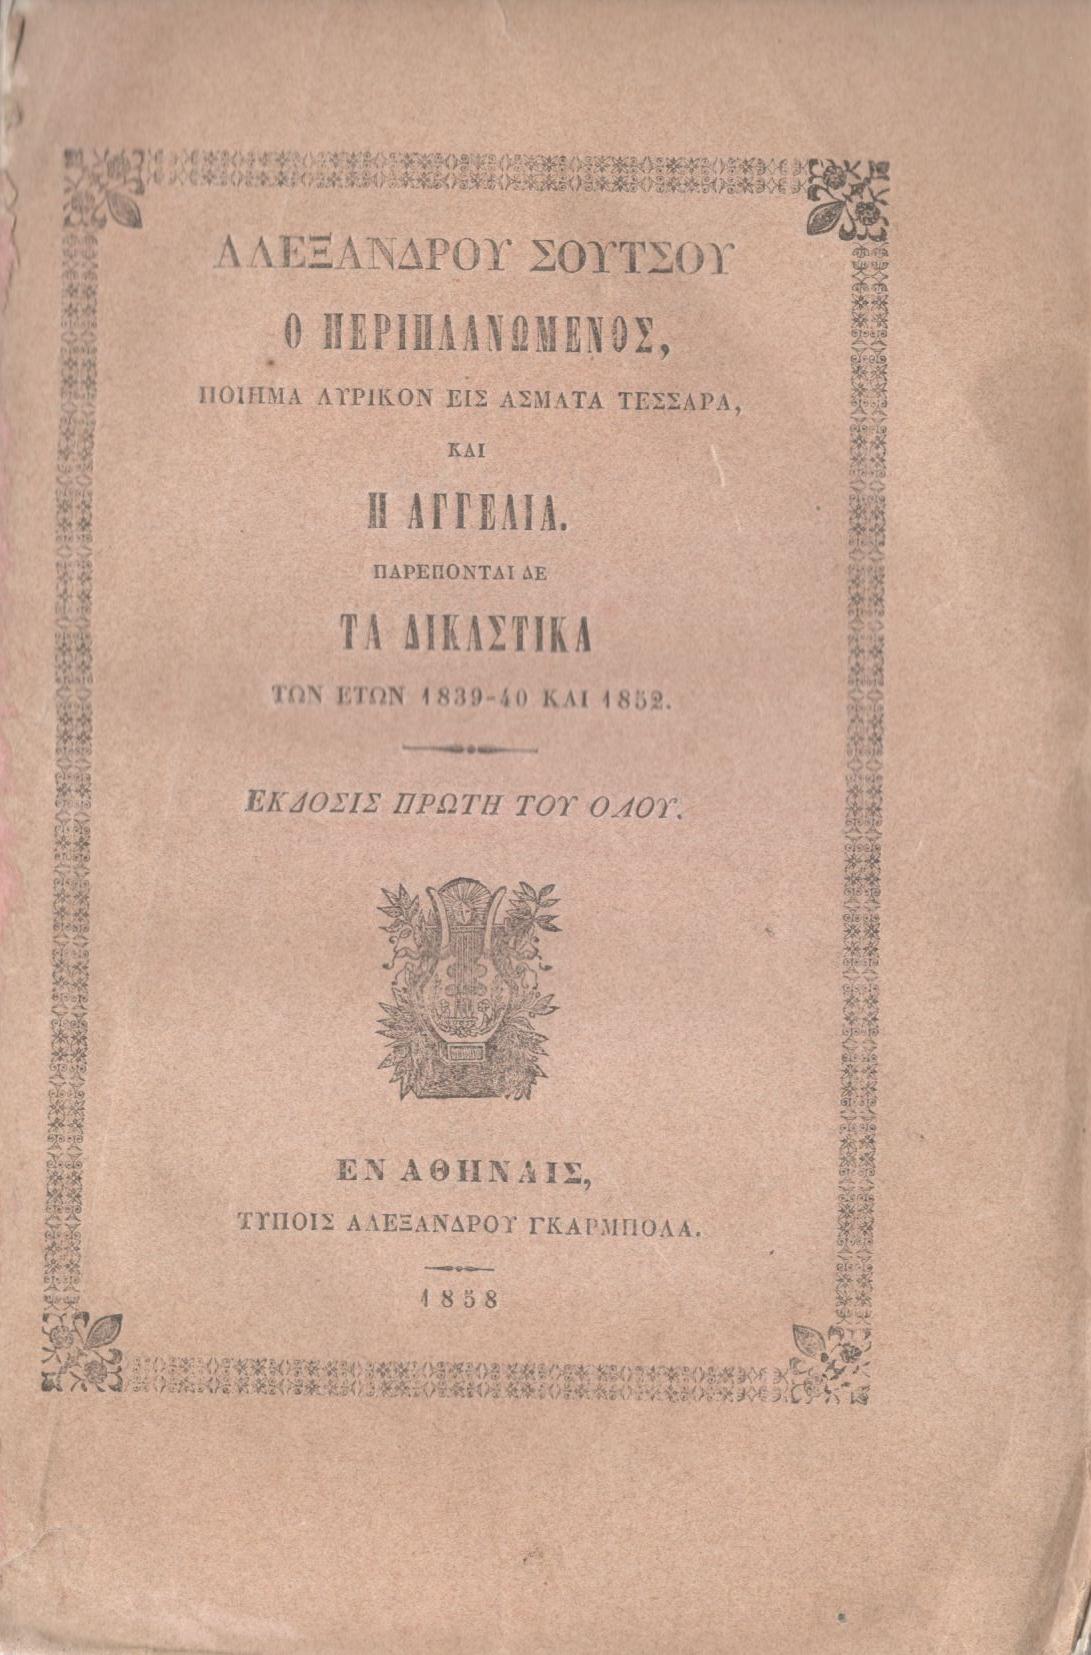 ΑΛΕΞΑΝΔΡΟΥ ΣΟΥΤΣΟΥ
Ο ΠΕΡΙΠΛΑΝΩΜΕΝΟΣ,
ΠΟΙΗΜΑ ΛΥΡΙΚΟΝ ΕΙΣ ΑΣΜΑΤΑ ΤΕΣΣΑΡΑ,
ΚΑΙ
Η ΑΓΓΕΛΙΑ.
ΠΑΡΕΠΟΝΤΑΙ ΔΕ
ΤΑ ΔΙΚΑΣΤΙΚΑ
ΤΩΝ ΕΤΩΝ 1839-40 ΚΑΙ 1852.
ΕΚΔΟΣΙΣ ΠΡΩΤΗ ΤΟΥ ΟΛΟΥ.
ΕΝ ΑΘΗΝΑΙΣ,
ΤΥΠΟΙΣ ΑΛΕΞΑΝΔΡΟΥ ΓΚΑΡΜΠΟΛΑ.
1858